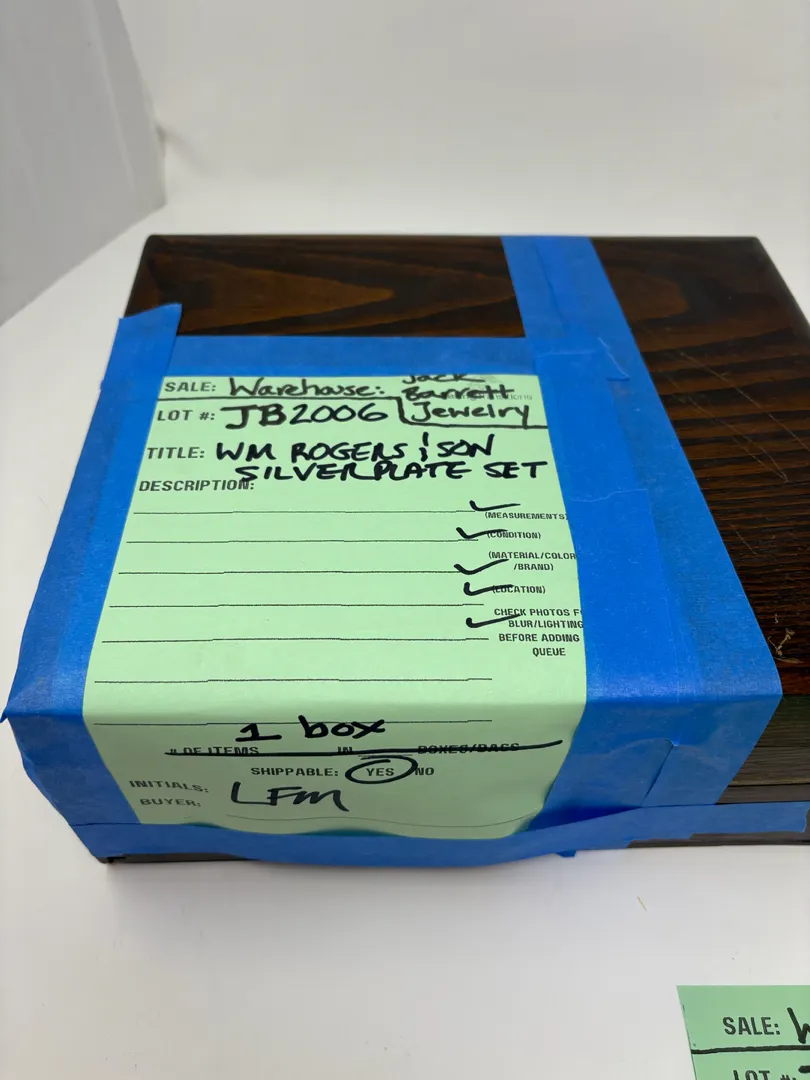 SALE: Warehouse: Jack
Barrett
LOT #: JB2006 Jewelry
TITLE: WM ROGERS & SON
SILVERPLATE SET
DESCRIPTION:
(MEASUREMENTS)
(CONDITION)
(MATERIAL/COLOR
/BRAND)
(LOCATION)
CHECK PHOTOS F
BLUR/LIGHTING
BEFORE ADDING
QUEUE
1 box
# OF ITEMS IN BOXES/BAGS
SHIPPABLE: YES NO
INITIALS: LFM
BUYER:
SALE: W
LOT #: